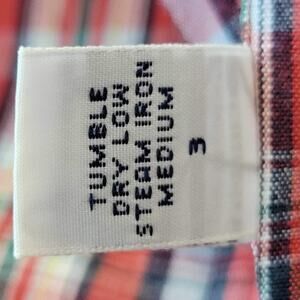 TUMBLE
DRY LOW
STEAM IRON
MEDIUM
3